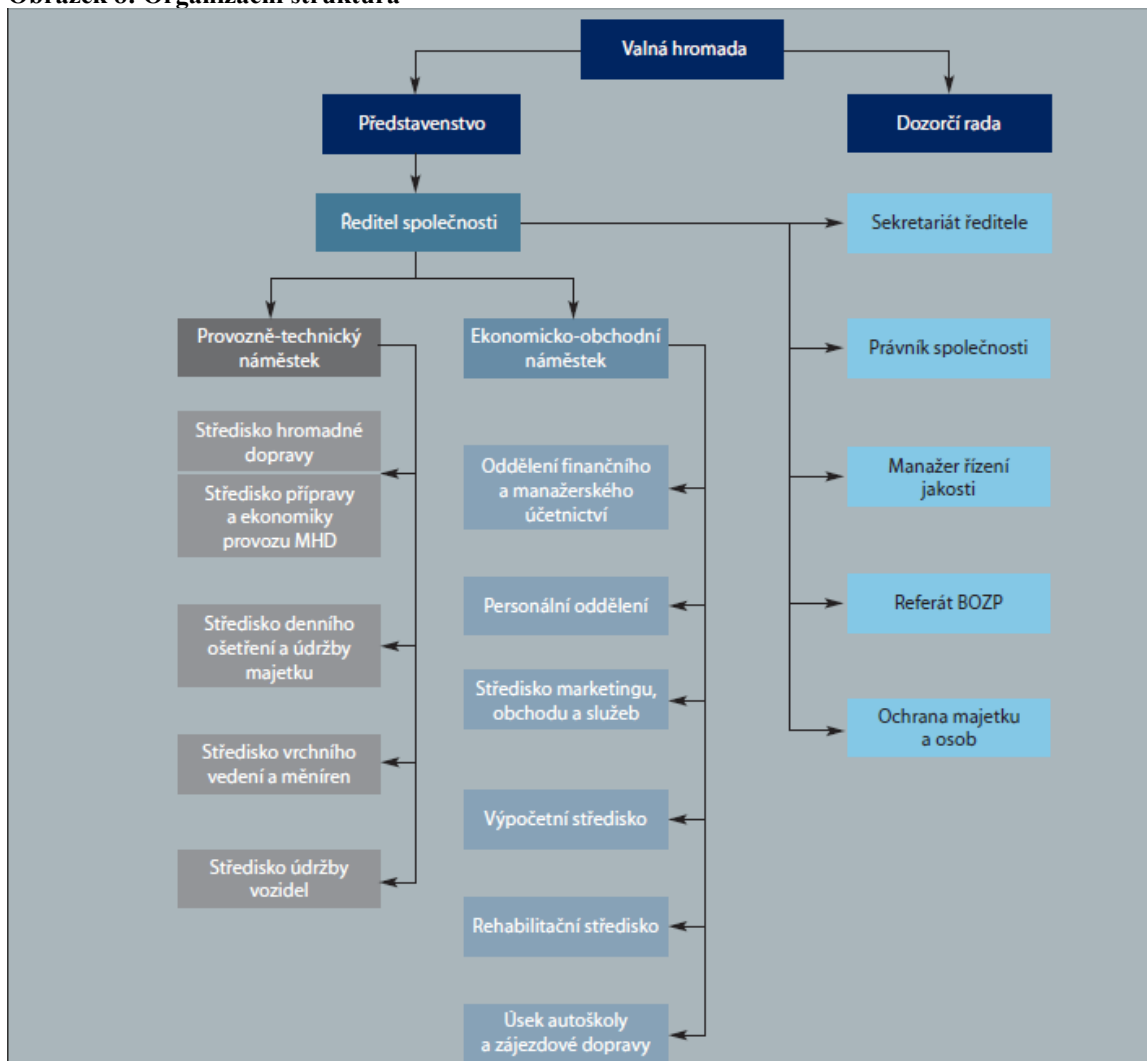 Obrázek 8: Organizační struktura
Valná hromada
Představenstvo
Dozorčí rada
Ředitel společnosti
Sekretariát ředitele
Provozně-technický
náměstek
Ekonomicko-obchodní
náměstek
Právník společnosti
Středisko hromadné
dopravy
Středisko přípravy
a ekonomiky
provozu MHD
Oddělení finančního
a manažerského
účetnictví
Manažer řízení
jakosti
Středisko denního
ošetření a údržby
majetku
Personální oddělení
Referát BOZP
Středisko marketingu,
obchodu a služeb
Ochrana majetku
a osob
Středisko vrchního
vedení a měníren
Výpočetní středisko
Středisko údržby
vozidel
Rehabilitační středisko
Úsek autoškoly
a zájezdové dopravy